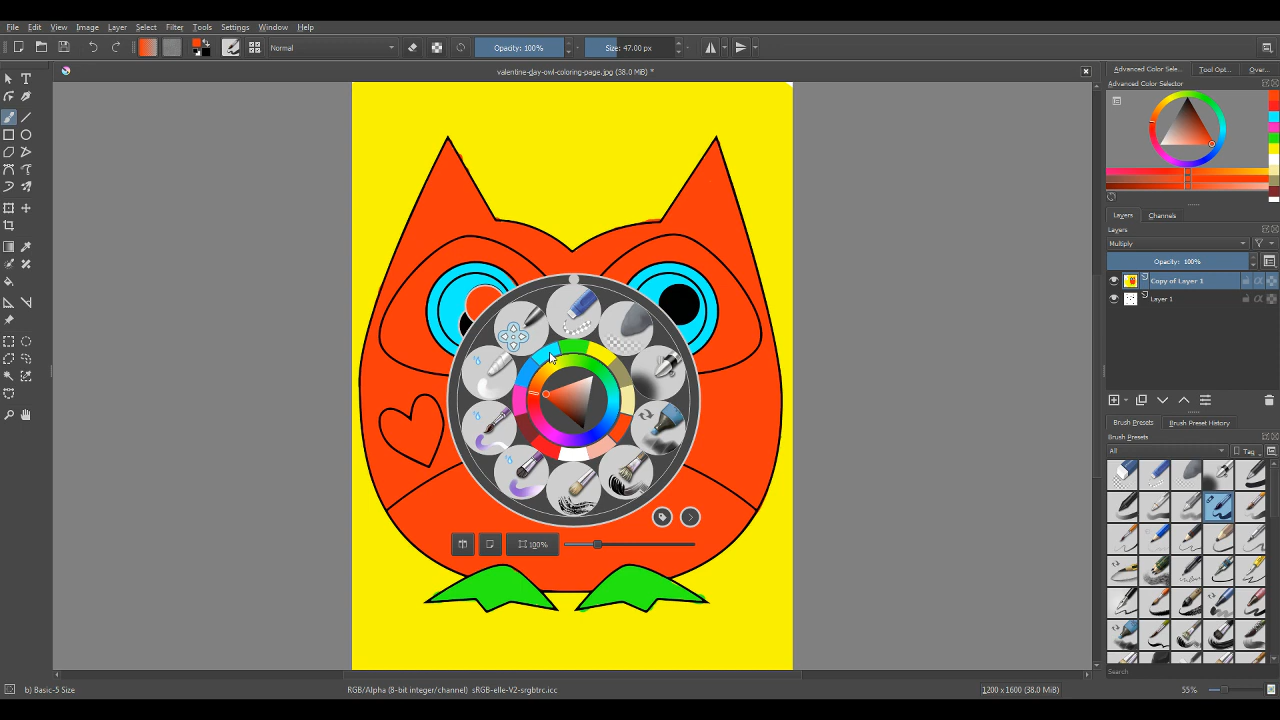 File Edit View Image Layer Select Filter Tools Settings Window Help
Normal Opacity: 100% Size: 47.00 px
valentine-day-owl-coloring-page.jpg (38.0 MiB) *
Advanced Color Sele... Tool Opt... Over...
Advanced Color Selector
Layers Channels
Layers
Multiply
Opacity: 100%
Copy of Layer 1
Layer 1
Brush Presets Brush Preset History
Brush Presets
All Tag
100%
Search
b) Basic-5 Size RGB/Alpha (8-bit integer/channel) sRGB-elle-V2-srgbtrc.icc 1200 x 1600 (38.0 MiB) 55%